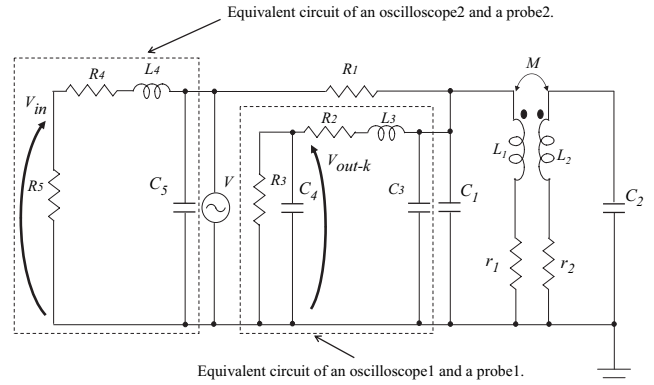 Equivalent circuit of an oscilloscope2 and a probe2.
R4
L4
R1
M
Vin
R2
L3
Vout-k
R5
C5
V
R3
C4
C3
C1
L1
L2
C2
r1
r2
Equivalent circuit of an oscilloscope1 and a probe1.